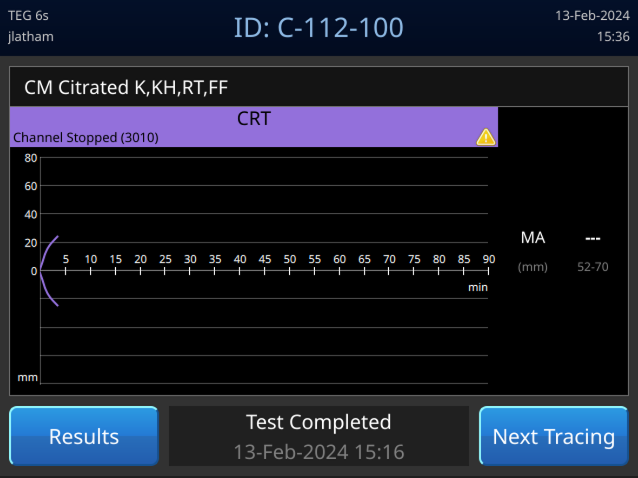 TEG 6s
jlatham
ID: C-112-100
13-Feb-2024
15:36
CM Citrated K,KH,RT,FF
CRT
Channel Stopped (3010)
80
60
40
20
0
5 10 15 20 25 30 35 40 45 50 55 60 65 70 75 80 85 90
min
mm
MA ---
(mm) 52-70
Results
Test Completed
13-Feb-2024 15:16
Next Tracing